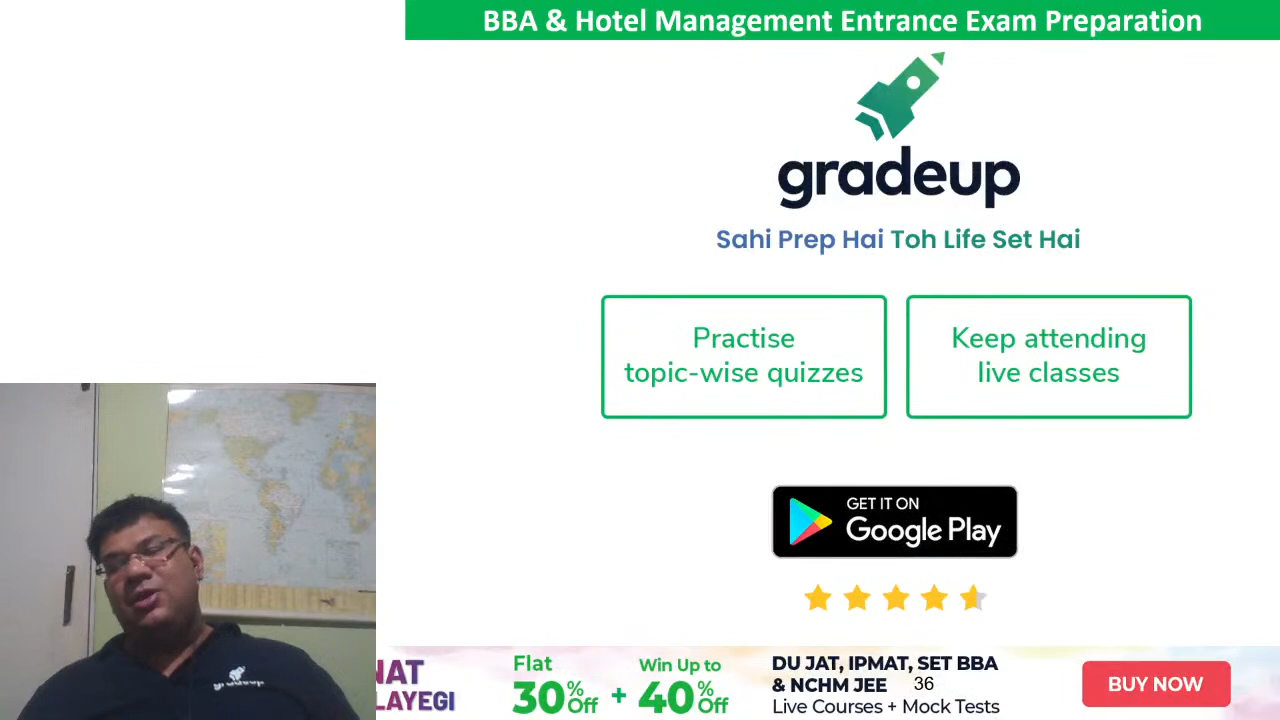 BBA & Hotel Management Entrance Exam Preparation
gradeup
Sahi Prep Hai Toh Life Set Hai
Practise
topic-wise quizzes
Keep attending
live classes
GET IT ON
Google Play
gradeup
NAT
LAYEGI
Flat
30% Off
+
Win Up to
40% Off
DU JAT, IPMAT, SET BBA
& NCHM JEE
36
Live Courses + Mock Tests
BUY NOW